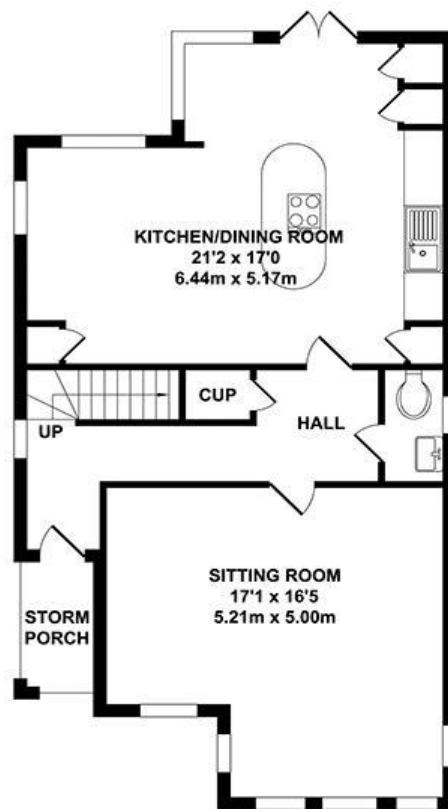 KITCHEN/DINING ROOM
21'2 x 17'0
6.44m x 5.17m
CUP
HALL
UP
SITTING ROOM
17'1 x 16'5
5.21m x 5.00m
STORM
PORCH